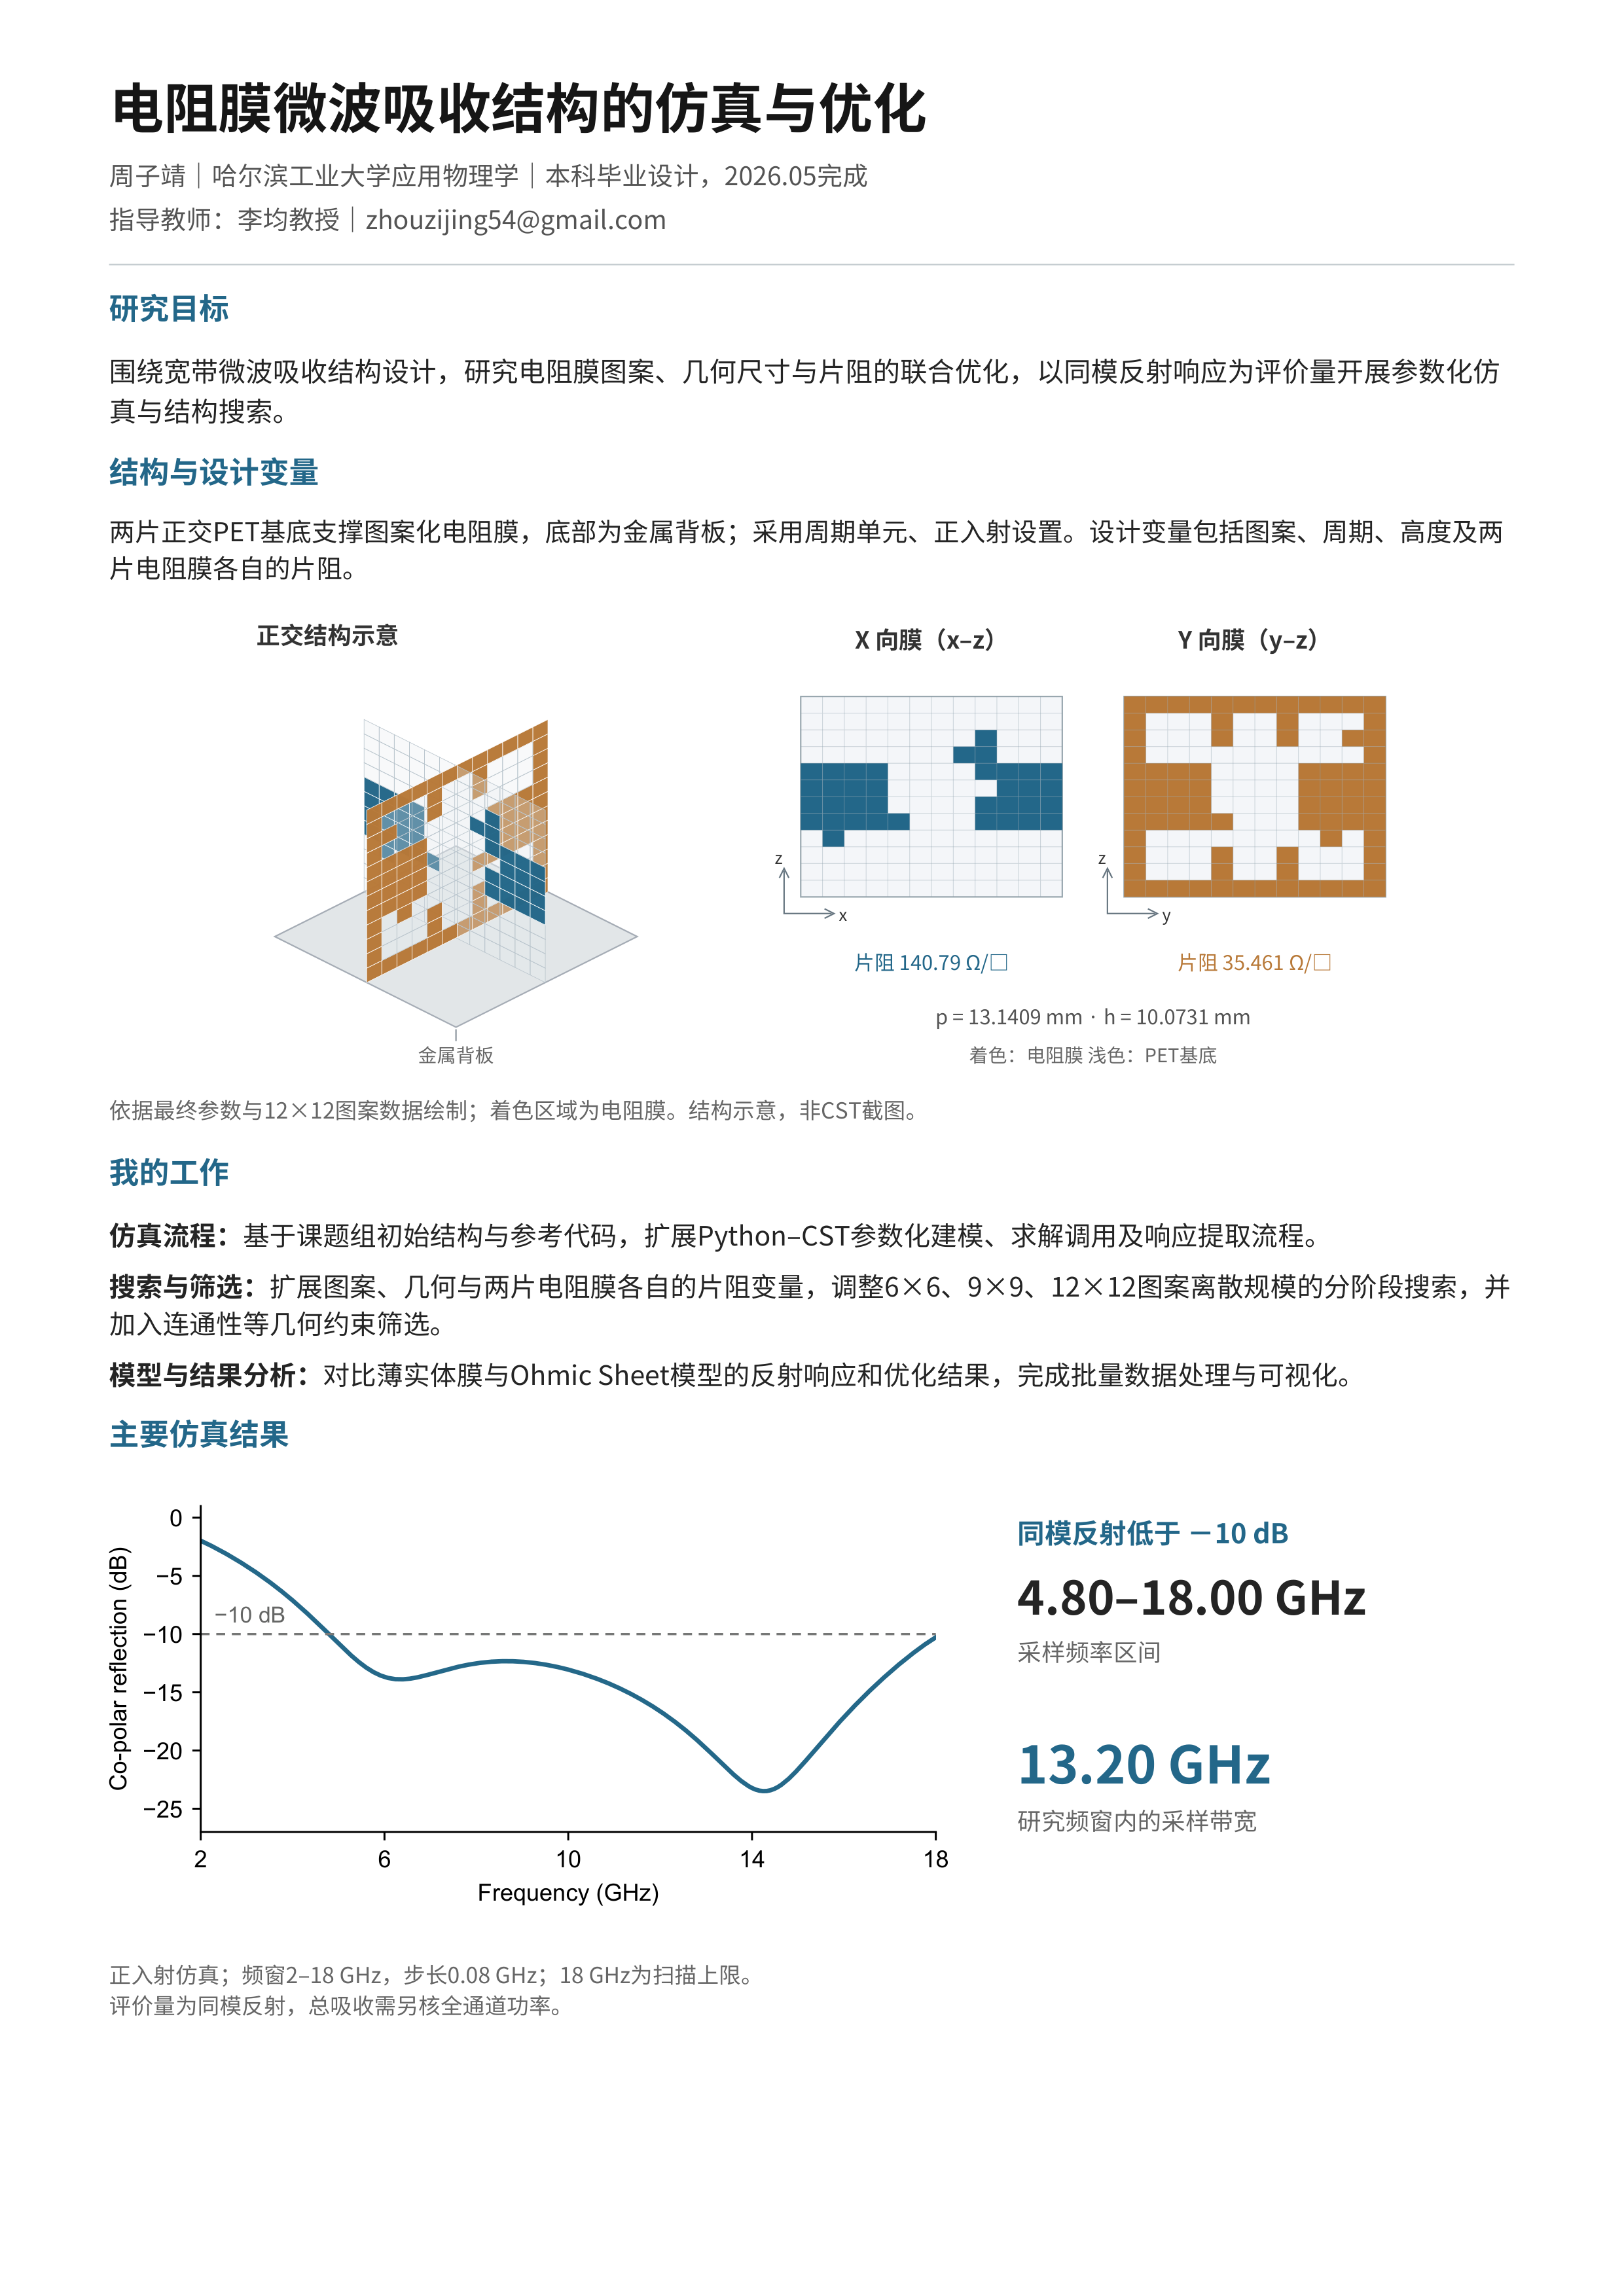 电阻膜微波吸收结构的仿真与优化
周子靖｜哈尔滨工业大学应用物理学｜本科毕业设计，2026.05完成
指导教师：李均教授｜zhouzijing54@gmail.com
研究目标
围绕宽带微波吸收结构设计，研究电阻膜图案、几何尺寸与片阻的联合优化，以同模反射响应为评价量开展参数化仿
真与结构搜索。
结构与设计变量
两片正交PET基底支撑图案化电阻膜，底部为金属背板；采用周期单元、正入射设置。设计变量包括图案、周期、高度及两
片电阻膜各自的片阻。
正交结构示意
金属背板
X 向膜（x–z）
Y 向膜（y–z）
z
x
z
y
片阻 140.79 Ω/□
片阻 35.461 Ω/□
p = 13.1409 mm · h = 10.0731 mm
着色：电阻膜 浅色：PET基底
依据最终参数与12×12图案数据绘制；着色区域为电阻膜。结构示意，非CST截图。
我的工作
仿真流程：基于课题组初始结构与参考代码，扩展Python–CST参数化建模、求解调用及响应提取流程。
搜索与筛选：扩展图案、几何与两片电阻膜各自的片阻变量，调整6×6、9×9、12×12图案离散规模的分阶段搜索，并
加入连通性等几何约束筛选。
模型与结果分析：对比薄实体膜与Ohmic Sheet模型的反射响应和优化结果，完成批量数据处理与可视化。
主要仿真结果
Co-polar reflection (dB)
0
−5
−10
−15
−20
−25
−10 dB
2
6
10
14
18
Frequency (GHz)
同模反射低于 －10 dB
4.80–18.00 GHz
采样频率区间
13.20 GHz
研究频窗内的采样带宽
正入射仿真；频窗2–18 GHz，步长0.08 GHz；18 GHz为扫描上限。
评价量为同模反射，总吸收需另核全通道功率。